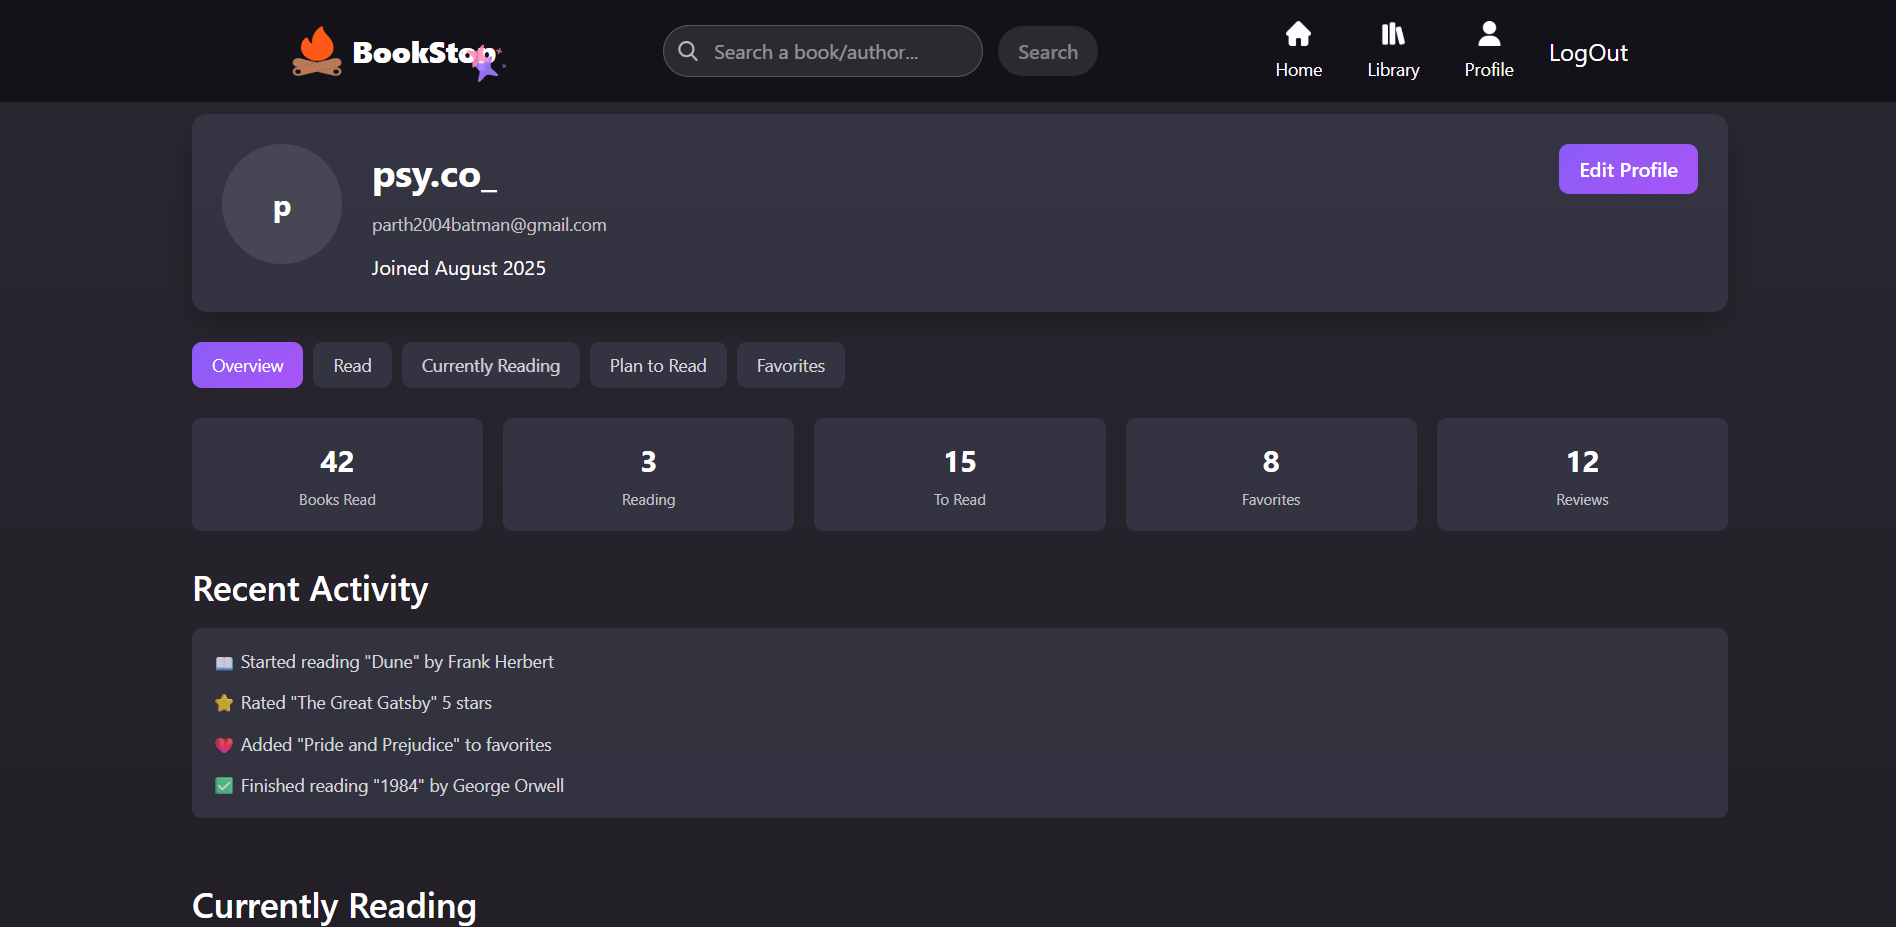 BookStop
Search a book/author...
Search
Home
Library
Profile
LogOut
p
psy.co_
parth2004batman@gmail.com
Joined August 2025
Edit Profile
Overview
Read
Currently Reading
Plan to Read
Favorites
42
Books Read
3
Reading
15
To Read
8
Favorites
12
Reviews
Recent Activity
Started reading "Dune" by Frank Herbert
Rated "The Great Gatsby" 5 stars
Added "Pride and Prejudice" to favorites
Finished reading "1984" by George Orwell
Currently Reading